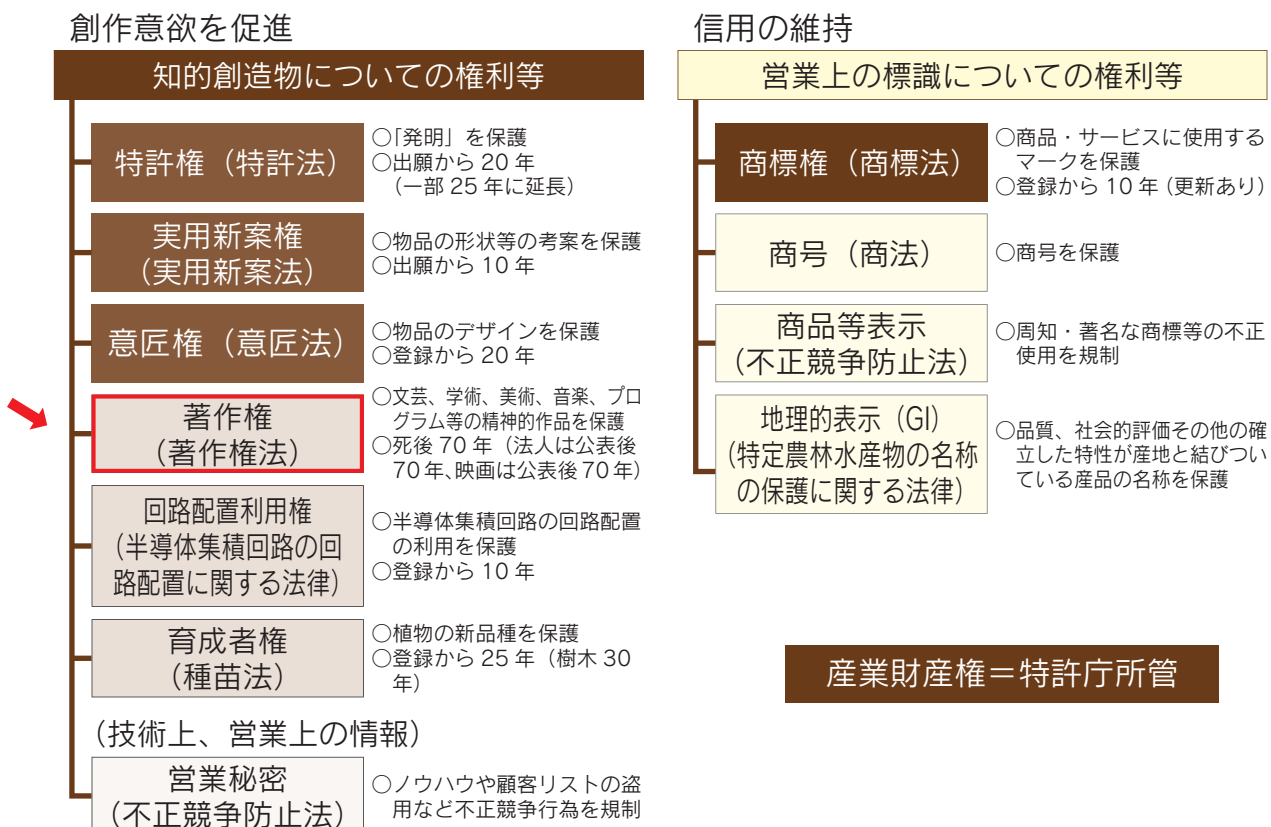 創作意欲を促進
知的創造物についての権利等
特許権（特許法）
○「発明」を保護
○出願から 20 年
（一部 25 年に延長）
実用新案権
（実用新案法）
○物品の形状等の考案を保護
○出願から 10 年
意匠権（意匠法）
○物品のデザインを保護
○登録から 20 年
著作権
（著作権法）
○文芸、学術、美術、音楽、プロ
グラム等の精神的作品を保護
○死後 70 年（法人は公表後
70 年、映画は公表後 70 年）
回路配置利用権
（半導体集積回路の回
路配置に関する法律）
○半導体集積回路の回路配置
の利用を保護
○登録から 10 年
育成者権
（種苗法）
○植物の新品種を保護
○登録から 25 年（樹木 30
年）
（技術上、営業上の情報）
営業秘密
（不正競争防止法）
○ノウハウや顧客リストの盗
用など不正競争行為を規制
信用の維持
営業上の標識についての権利等
商標権（商標法）
○商品・サービスに使用する
マークを保護
○登録から 10 年（更新あり）
商号（商法）
○商号を保護
商品等表示
（不正競争防止法）
○周知・著名な商標等の不正
使用を規制
地理的表示（GI）
（特定農林水産物の名称
の保護に関する法律）
○品質、社会的評価その他の確
立した特性が産地と結びつい
ている産品の名称を保護
産業財産権＝特許庁所管